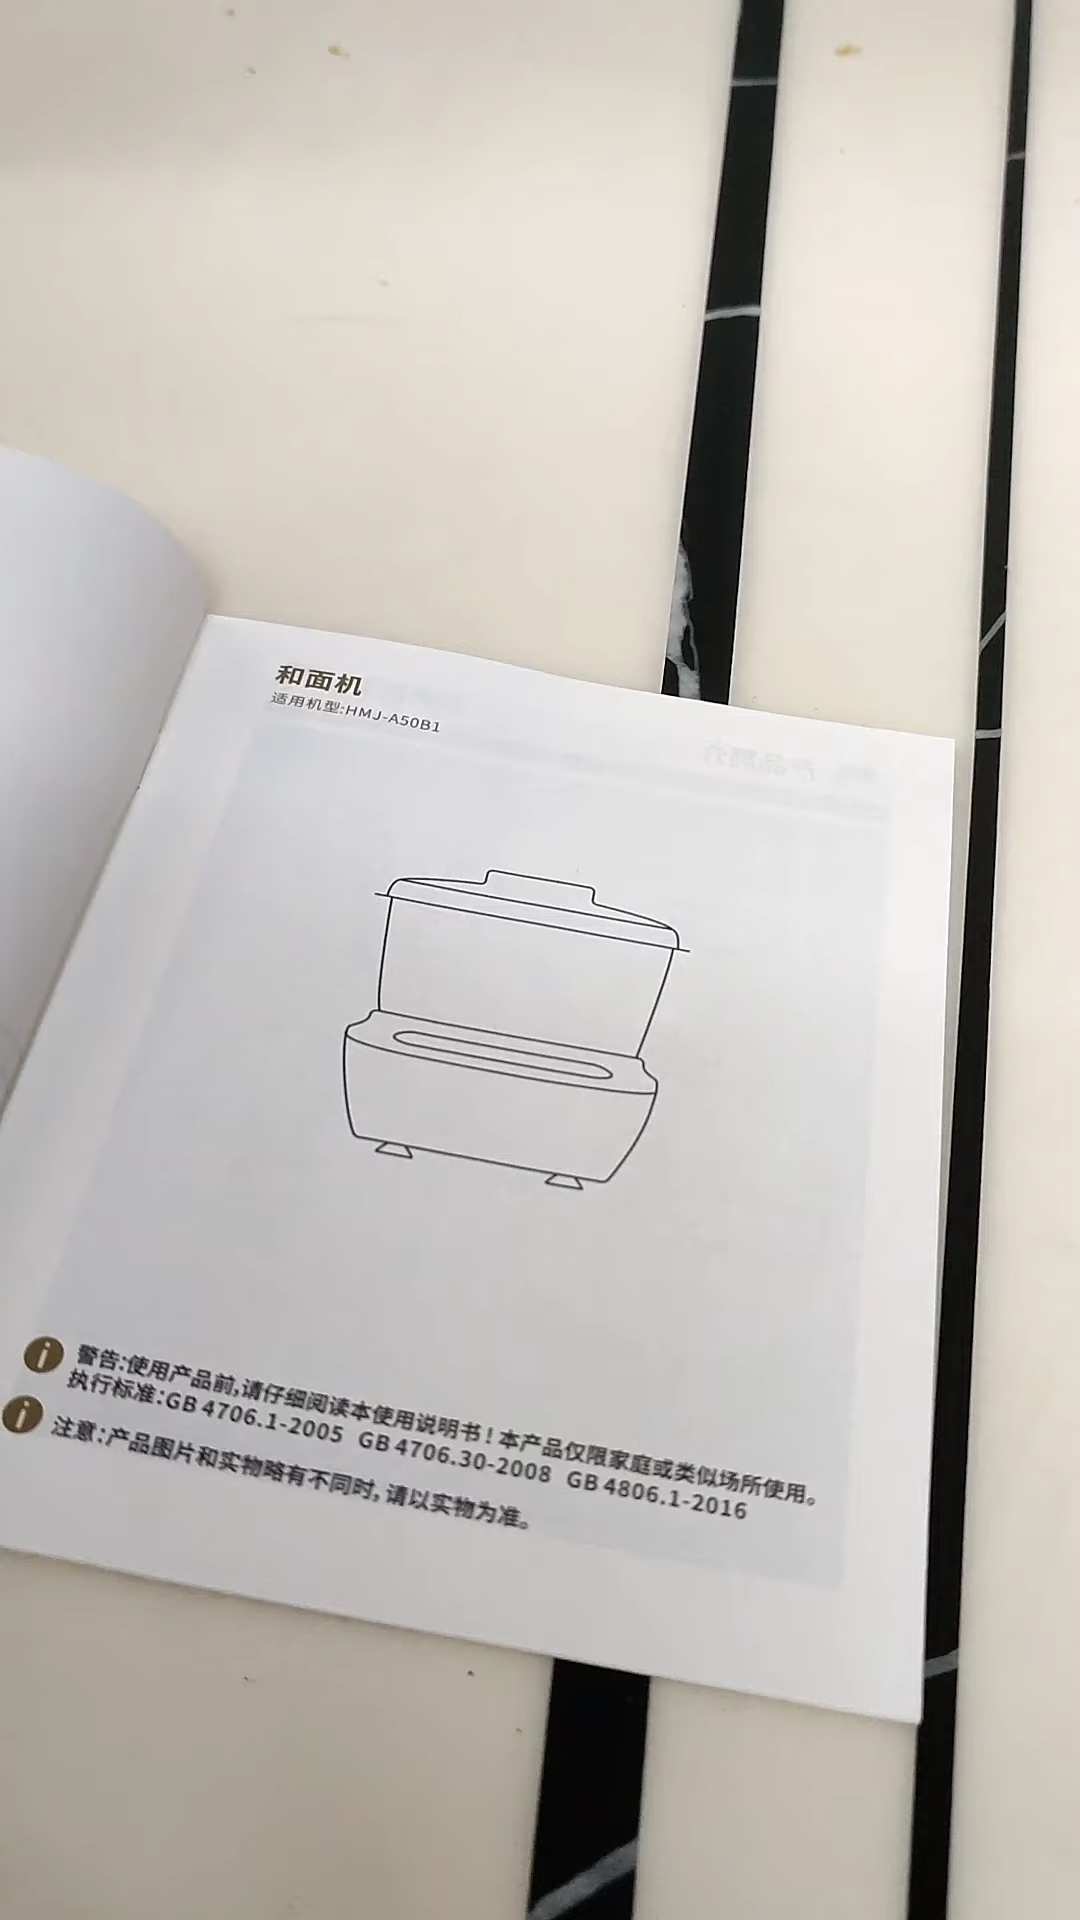 和面机
适用机型:HMJ-A50B1
警告:使用产品前,请仔细阅读本使用说明书！本产品仅限家庭或类似场所使用。
执行标准:GB 4706.1-2005 GB 4706.30-2008 GB 4806.1-2016
注意:产品图片和实物略有不同时,请以实物为准。